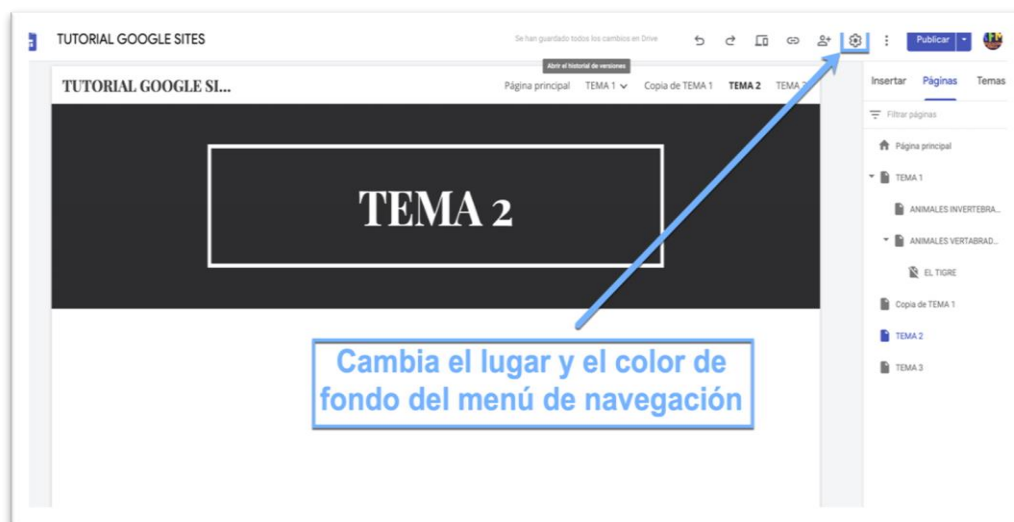 TUTORIAL GOOGLE SITES
Se han guardado todos los cambios en Drive
Publicar
Abrir el historial de versiones
TUTORIAL GOOGLE SI...
Página principal TEMA 1 Copia de TEMA 1 TEMA 2 TEMA
Insertar Páginas Temas
Filtrar páginas
Página principal
TEMA 1
ANIMALES INVERTEBRA...
ANIMALES VERTABRAD...
EL TIGRE
Copia de TEMA 1
TEMA 2
TEMA 3
TEMA 2
Cambia el lugar y el color de
fondo del menú de navegación